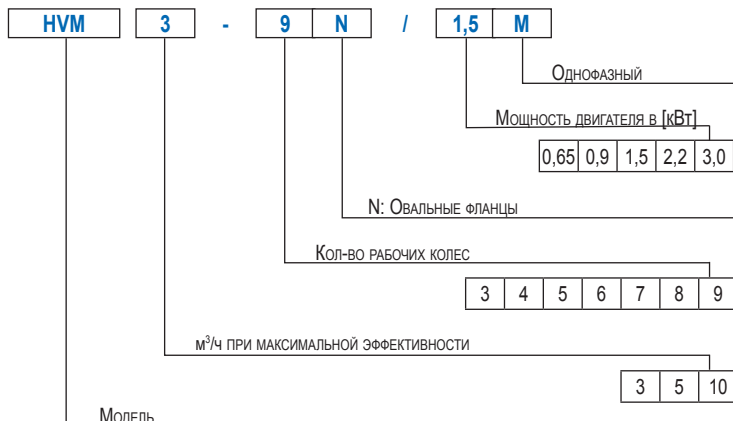 HVM 3 - 9 N / 1,5 M
Однофазный
Мощность двигателя в [кВт]
0,65 0,9 1,5 2,2 3,0
N: Овальные фланцы
Кол-во рабочих колес
3 4 5 6 7 8 9
м³/ч при максимальной эффективности
3 5 10
Модель